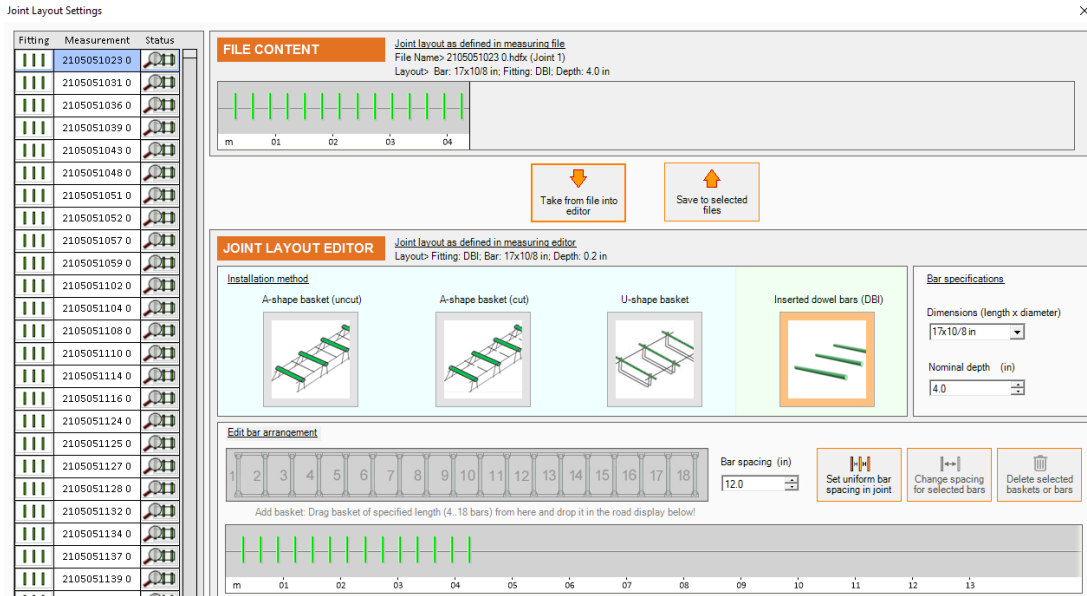 Joint Layout Settings
Fitting Measurement Status
2105051023 0
2105051031 0
2105051036 0
2105051039 0
2105051043 0
2105051048 0
2105051051 0
2105051052 0
2105051057 0
2105051059 0
2105051102 0
2105051104 0
2105051108 0
2105051110 0
2105051114 0
2105051116 0
2105051124 0
2105051125 0
2105051127 0
2105051128 0
2105051132 0
2105051134 0
2105051137 0
2105051139 0
FILE CONTENT
Joint layout as defined in measuring file
File Name> 2105051023 0.hdfx (Joint 1)
Layout> Bar: 17x10/8 in; Fitting: DBI; Depth: 4.0 in
m 01 02 03 04
Take from file into
editor
Save to selected
files
JOINT LAYOUT EDITOR
Joint layout as defined in measuring editor
Layout> Fitting: DBI; Bar: 17x10/8 in; Depth: 0.2 in
Installation method
A-shape basket (uncut) A-shape basket (cut) U-shape basket Inserted dowel bars (DBI)
Bar specifications
Dimensions (length x diameter)
17x10/8 in
Nominal depth (in)
4.0
Edit bar arrangement
1 2 3 4 5 6 7 8 9 10 11 12 13 14 15 16 17 18
Add basket: Drag basket of specified length (4..18 bars) from here and drop it in the road display below!
Bar spacing (in)
12.0
Set uniform bar
spacing in joint
Change spacing
for selected bars
Delete selected
baskets or bars
m 01 02 03 04 05 06 07 08 09 10 11 12 13